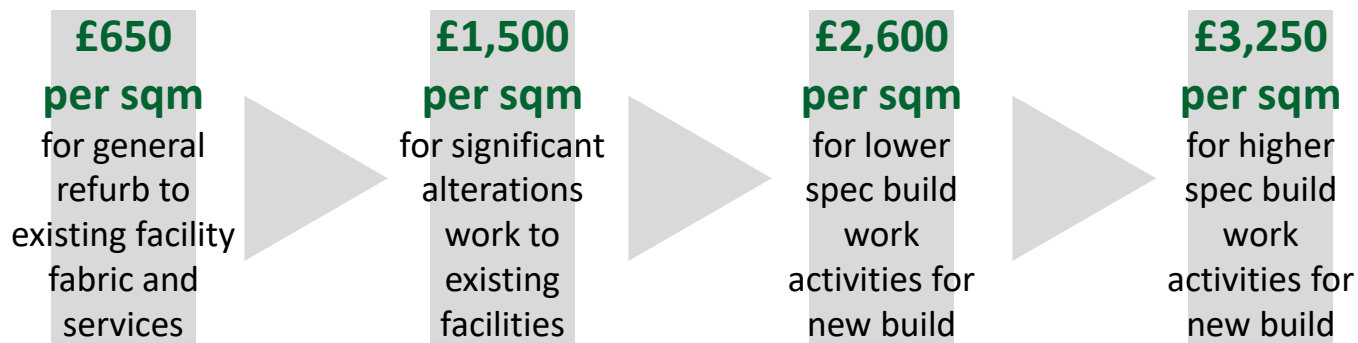 £650
per sqm
for general
refurb to
existing facility
fabric and
services
£1,500
per sqm
for significant
alterations
work to
existing
facilities
£2,600
per sqm
for lower
spec build
work
activities for
new build
£3,250
per sqm
for higher
spec build
work
activities for
new build